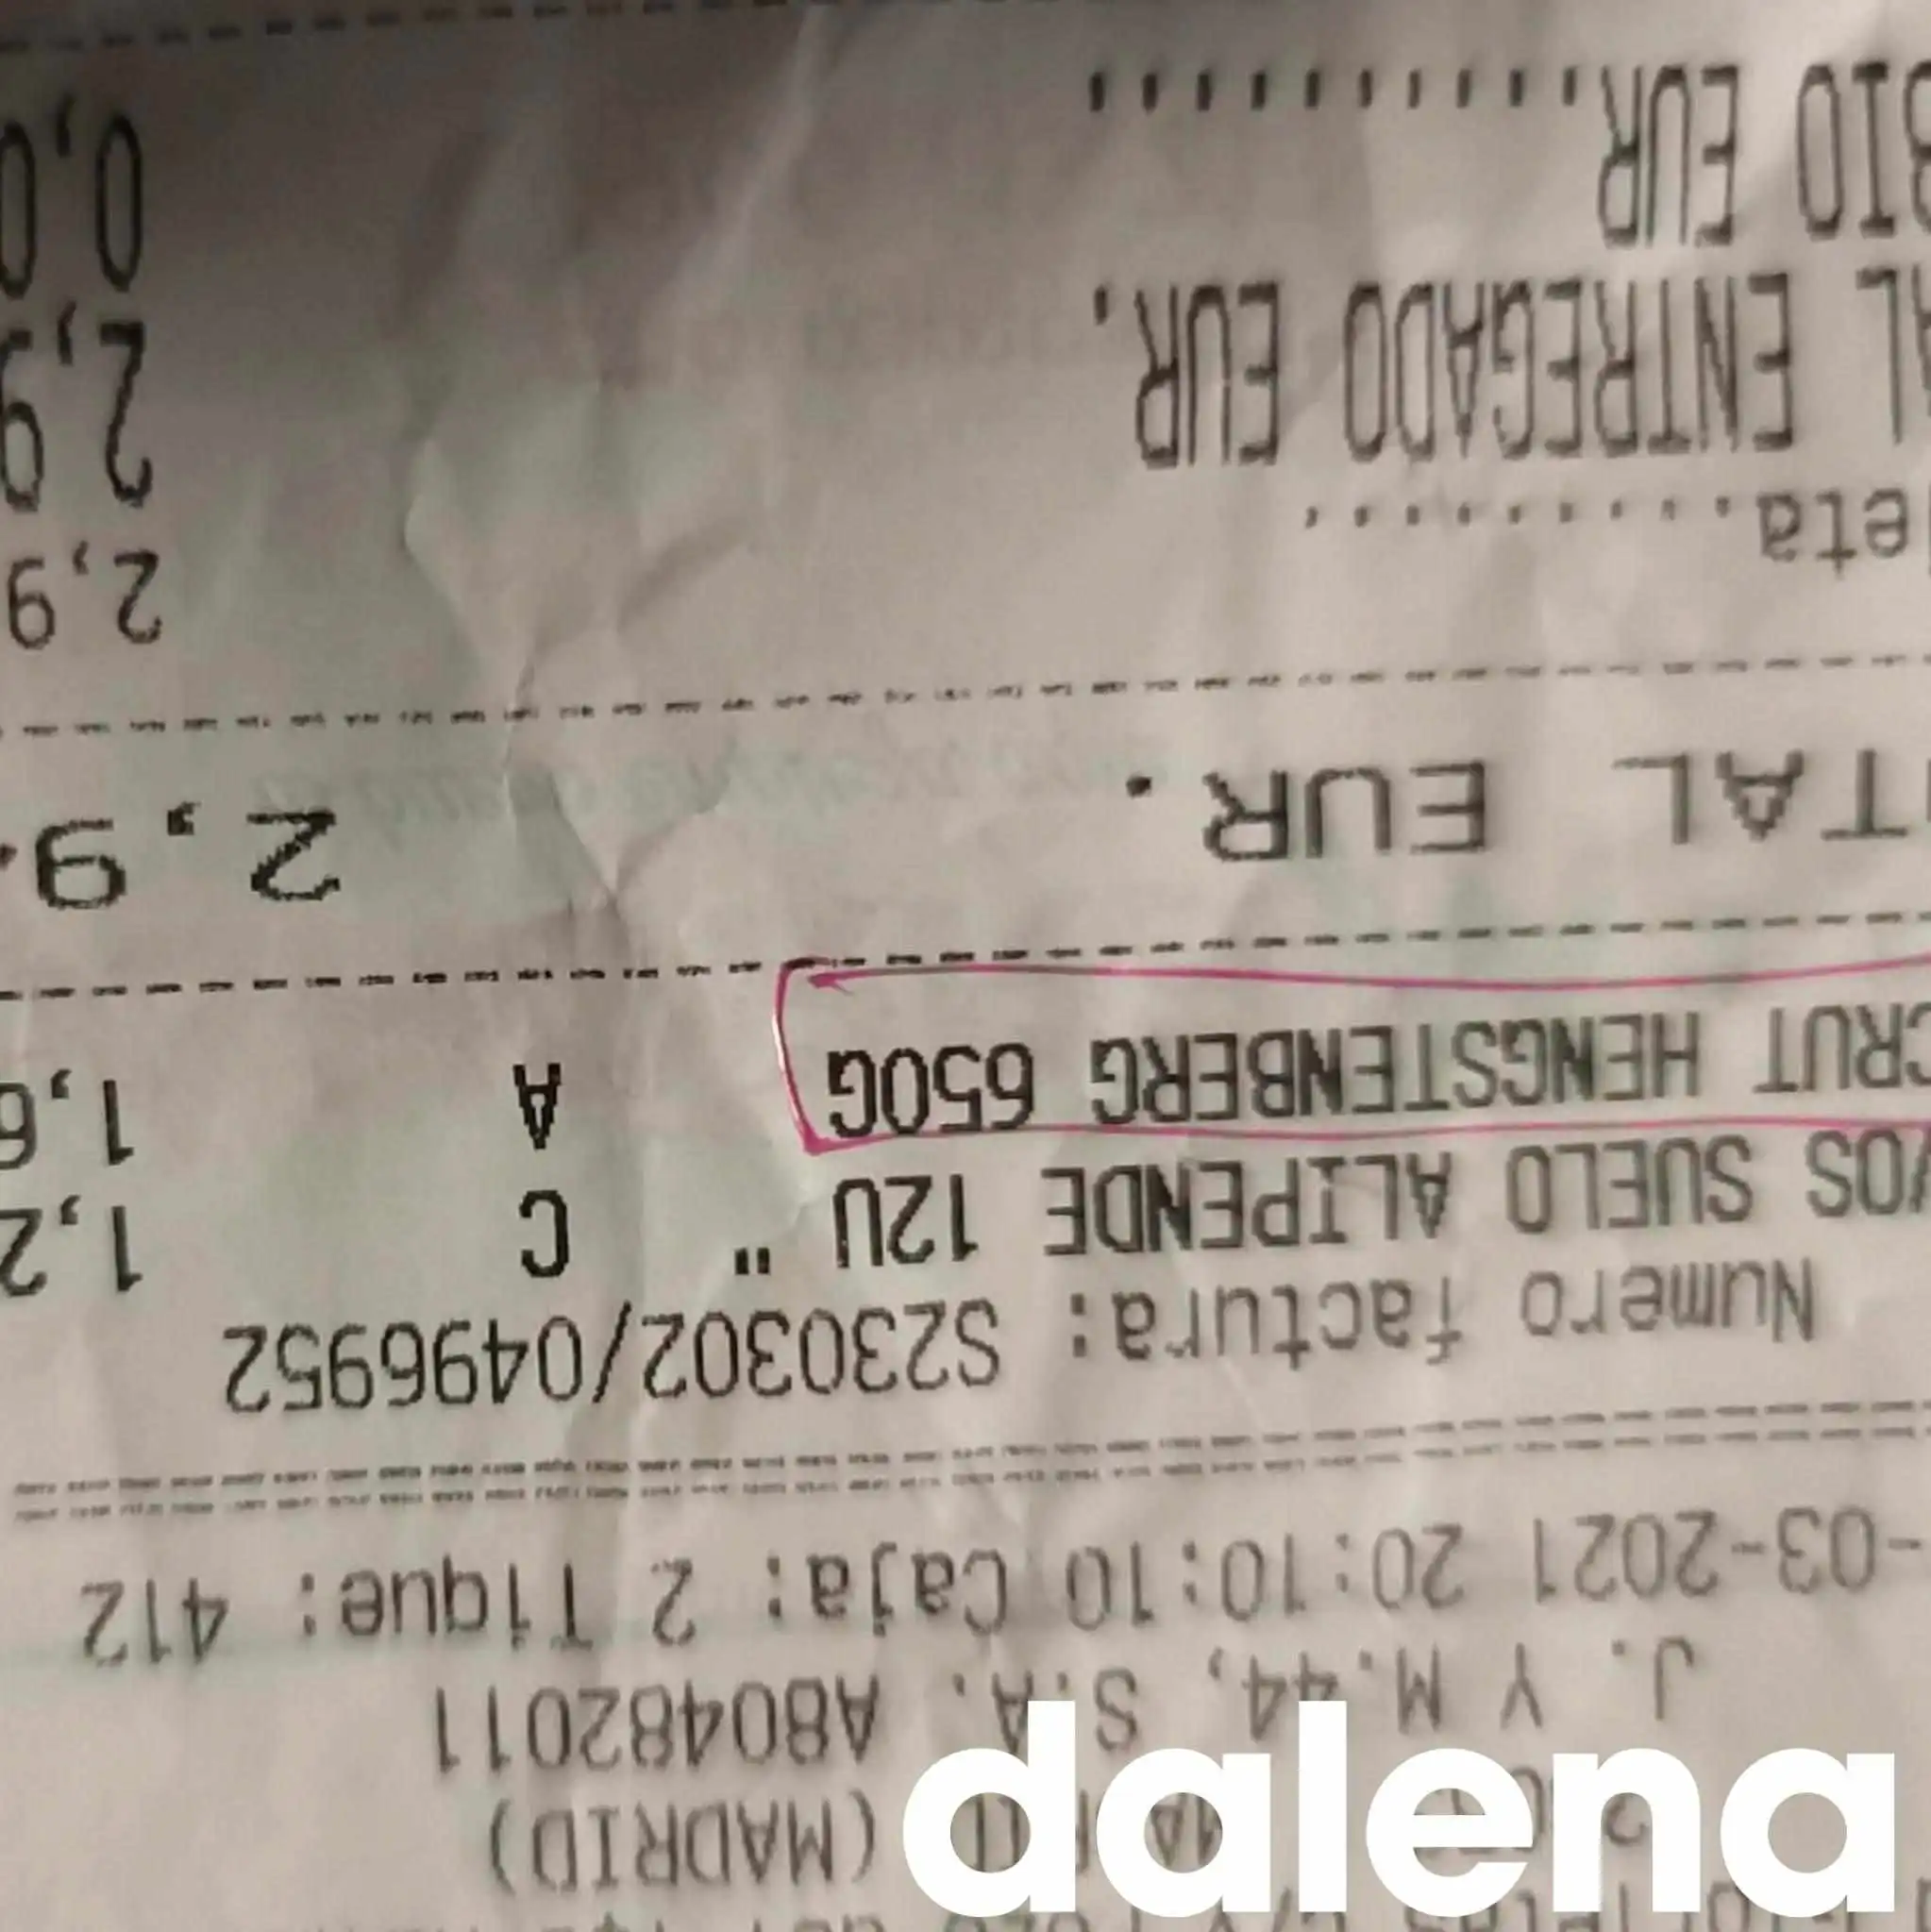 (MADRID)
J. Y M.44, S.A. A80482011
-03-2021 20:10:10 Caja: 2 Tique: 412
Numero factura: S230302/0496952
VOS SUELO ALIPENDE 12U " C 1,2
CRUT HENGSTENBERG 650G A 1,6
TAL EUR. 2,9
eta.......... 2,9
AL ENTREGADO EUR. 2,9
BIO EUR........... 0,0
dalena